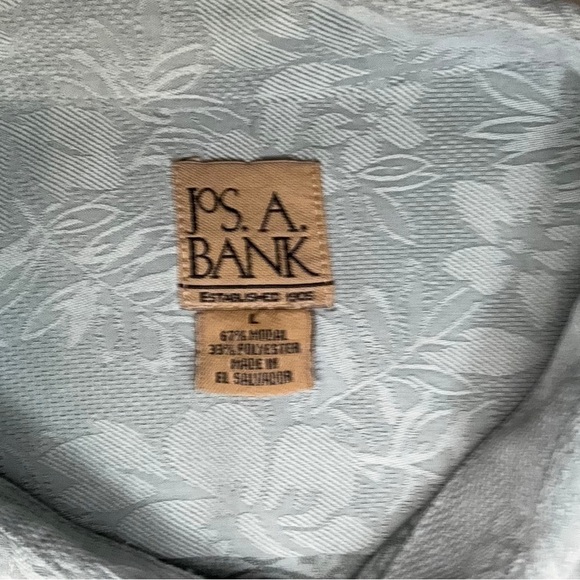 JOS. A.
BANK
ESTABLISHED 1905
L
67% MODAL
33% POLYESTER
MADE IN
EL SALVADOR